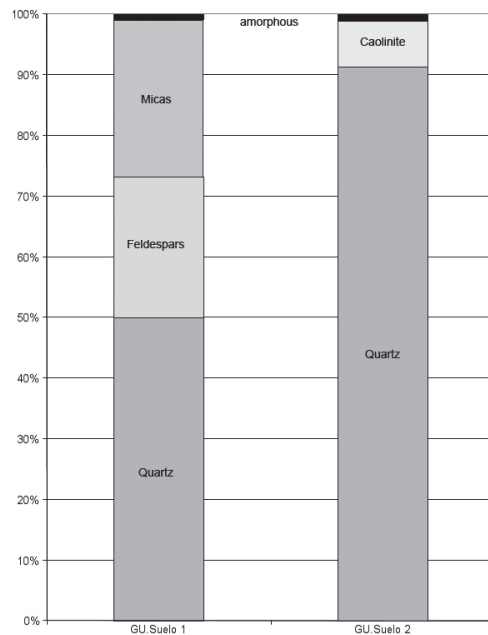 100%
amorphous
Caolinite
90%
Micas
80%
70%
Feldespars
60%
50%
Quartz
40%
30%
Quartz
20%
10%
0%
GU.Suelo 1 GU.Suelo 2